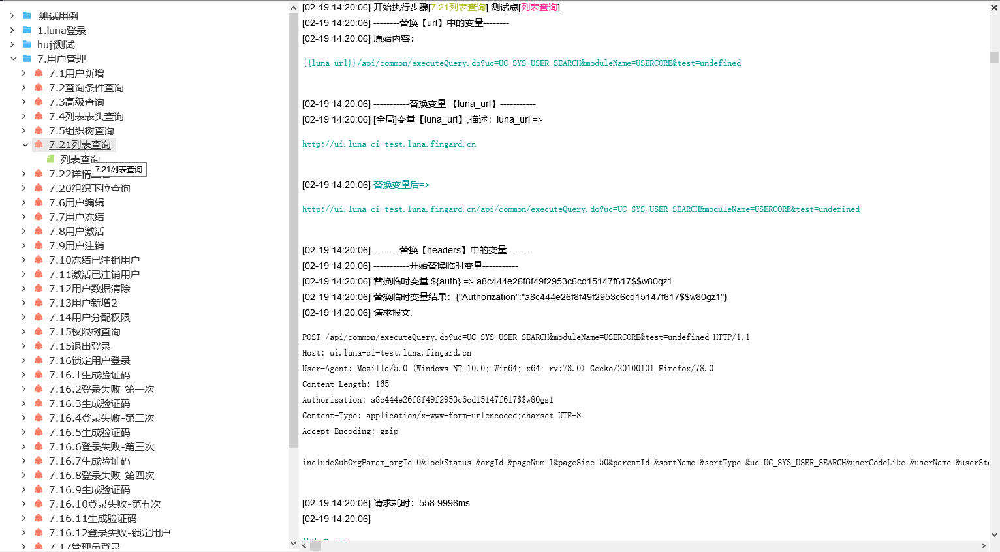 测试用例
1.luna登录
hujj测试
7.用户管理
7.1用户新增
7.2查询条件查询
7.3高级查询
7.4列表表头查询
7.5组织树查询
7.21列表查询
列表查询
7.21列表查询
7.22详情
7.20组织下拉查询
7.6用户编辑
7.7用户冻结
7.8用户激活
7.9用户注销
7.10冻结已注销用户
7.11激活已注销用户
7.12用户数据清除
7.13用户新增2
7.14用户分配权限
7.15权限树查询
7.15退出登录
7.16锁定用户登录
7.16.1生成验证码
7.16.2登录失败-第一次
7.16.3生成验证码
7.16.4登录失败-第二次
7.16.5生成验证码
7.16.6登录失败-第三次
7.16.7生成验证码
7.16.8登录失败-第四次
7.16.9生成验证码
7.16.10登录失败-第五次
7.16.11生成验证码
7.16.12登录失败-锁定用户
7.17管理员登录
[02-19 14:20:06] 开始执行步骤[7.21列表查询] 测试点[列表查询]
[02-19 14:20:06] --------替换【url】中的变量--------
[02-19 14:20:06] 原始内容：
{{luna_url}}/api/common/executeQuery.do?uc=UC_SYS_USER_SEARCH&moduleName=USERCORE&test=undefined
[02-19 14:20:06] -----------替换变量 【luna_url】-----------
[02-19 14:20:06] [全局]变量【luna_url】,描述：luna_url =>
http://ui.luna-ci-test.luna.fingard.cn
[02-19 14:20:06] 替换变量后=>
http://ui.luna-ci-test.luna.fingard.cn/api/common/executeQuery.do?uc=UC_SYS_USER_SEARCH&moduleName=USERCORE&test=undefined
[02-19 14:20:06] --------替换【headers】中的变量--------
[02-19 14:20:06] -----------开始替换临时变量-----------
[02-19 14:20:06] 替换临时变量 ${auth} => a8c444e26f8f49f2953c6cd15147f617$$w80gz1
[02-19 14:20:06] 替换临时变量结果：{"Authorization":"a8c444e26f8f49f2953c6cd15147f617$$w80gz1"}
[02-19 14:20:06] 请求报文:
POST /api/common/executeQuery.do?uc=UC_SYS_USER_SEARCH&moduleName=USERCORE&test=undefined HTTP/1.1
Host: ui.luna-ci-test.luna.fingard.cn
User-Agent: Mozilla/5.0 (Windows NT 10.0; Win64; x64; rv:78.0) Gecko/20100101 Firefox/78.0
Content-Length: 165
Authorization: a8c444e26f8f49f2953c6cd15147f617$$w80gz1
Content-Type: application/x-www-form-urlencoded;charset=UTF-8
Accept-Encoding: gzip
includeSubOrgParam_orgId=0&lockStatus=&orgId=&pageNum=1&pageSize=50&parentId=&sortName=&sortType=&uc=UC_SYS_USER_SEARCH&userCodeLike=&userName=&userSta
[02-19 14:20:06] 请求耗时：558.9998ms
[02-19 14:20:06]